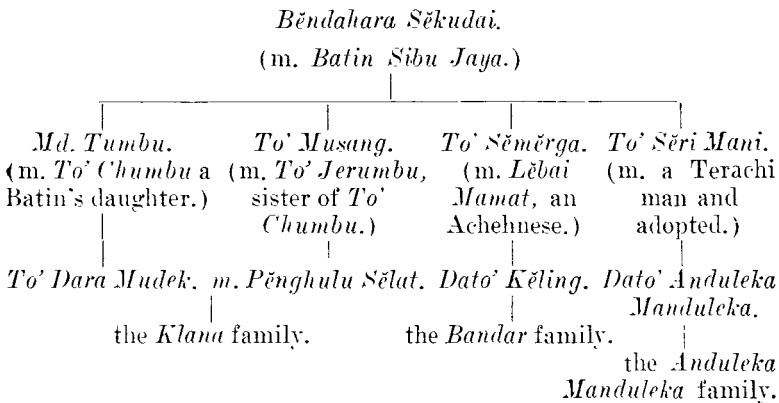 Bĕndahara Sĕkudai.
(m. Batin Sibu Jaya.)
Md. Tumbu. To' Musang. To' Sĕmĕrga. To' Sĕri Mani.
(m. To' Chumbu a (m. To' Jerumbu, (m. Lĕbai (m. a Terachi
Batin's daughter.) sister of To' Mamat, an man and
Chumbu.) Achehnese.) adopted.)
To' Dara Mudek. m. Pĕnghulu Sĕlat. Dato' Kĕling. Dato' Anduleka
Manduleka.
the Klana family. the Bandar family.
the Anduleka
Manduleka family.